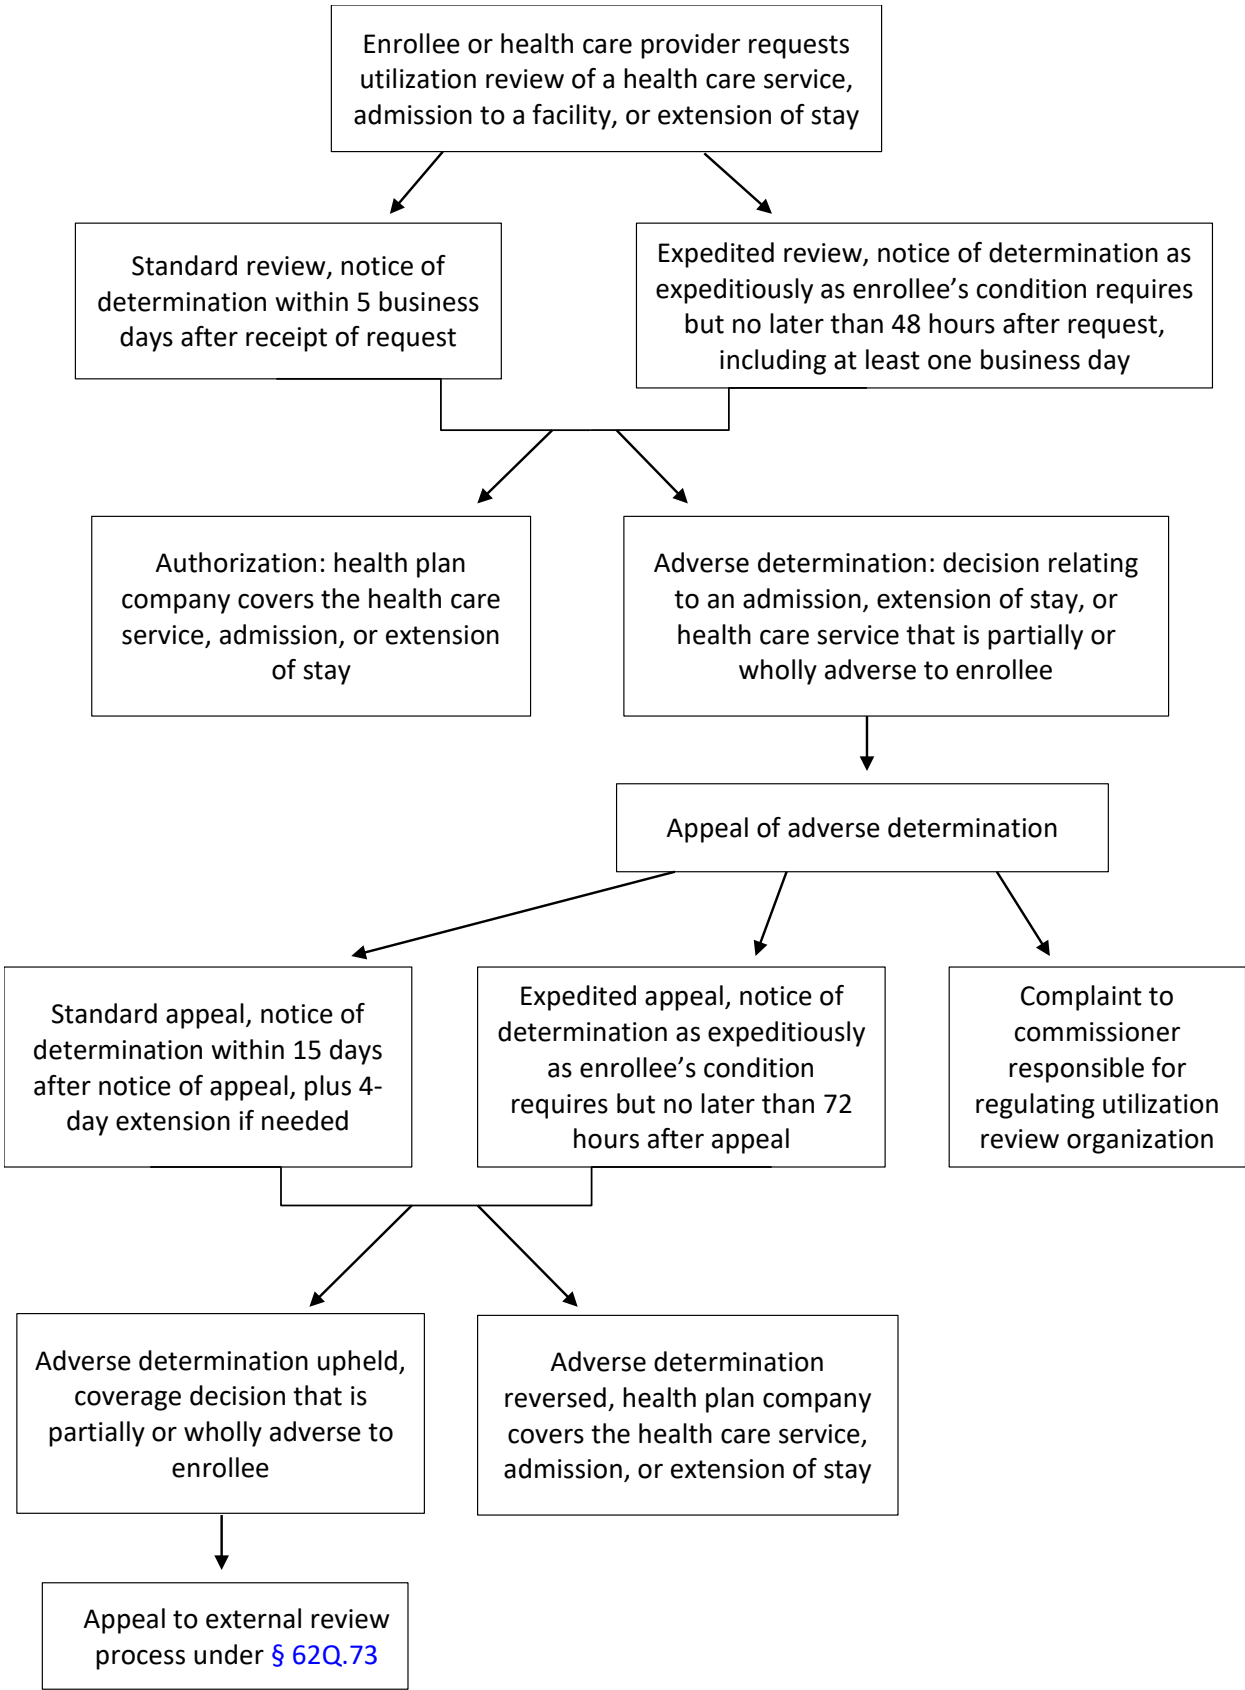 Enrollee or health care provider requests
utilization review of a health care service,
admission to a facility, or extension of stay
Standard review, notice of
determination within 5 business
days after receipt of request
Expedited review, notice of determination as
expeditiously as enrollee’s condition requires
but no later than 48 hours after request,
including at least one business day
Authorization: health plan
company covers the health care
service, admission, or extension
of stay
Adverse determination: decision relating
to an admission, extension of stay, or
health care service that is partially or
wholly adverse to enrollee
Appeal of adverse determination
Standard appeal, notice of
determination within 15 days
after notice of appeal, plus 4-
day extension if needed
Expedited appeal, notice of
determination as expeditiously
as enrollee’s condition
requires but no later than 72
hours after appeal
Complaint to
commissioner
responsible for
regulating utilization
review organization
Adverse determination upheld,
coverage decision that is
partially or wholly adverse to
enrollee
Adverse determination
reversed, health plan company
covers the health care service,
admission, or extension of stay
Appeal to external review
process under § 62Q.73